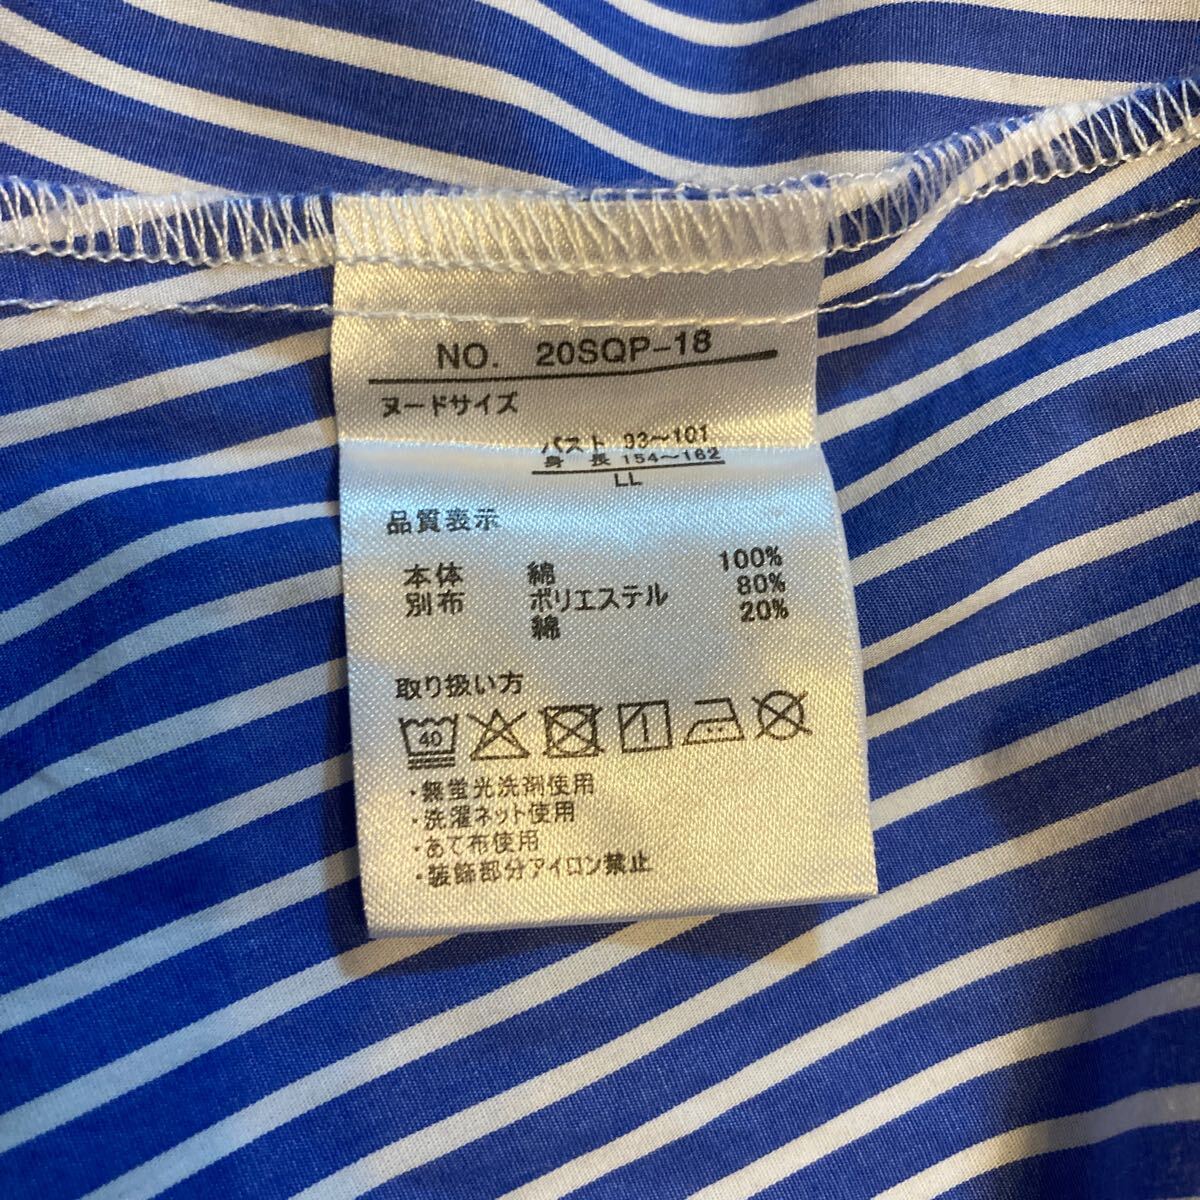 NO. 20SQP-18
ヌードサイズ
バスト 93~101
身長 154~162
LL
品質表示
本体 綿 100%
別布 ポリエステル 80%
綿 20%
取り扱い方
40
・無蛍光洗剤使用
・洗濯ネット使用
・あて布使用
・装飾部分アイロン禁止